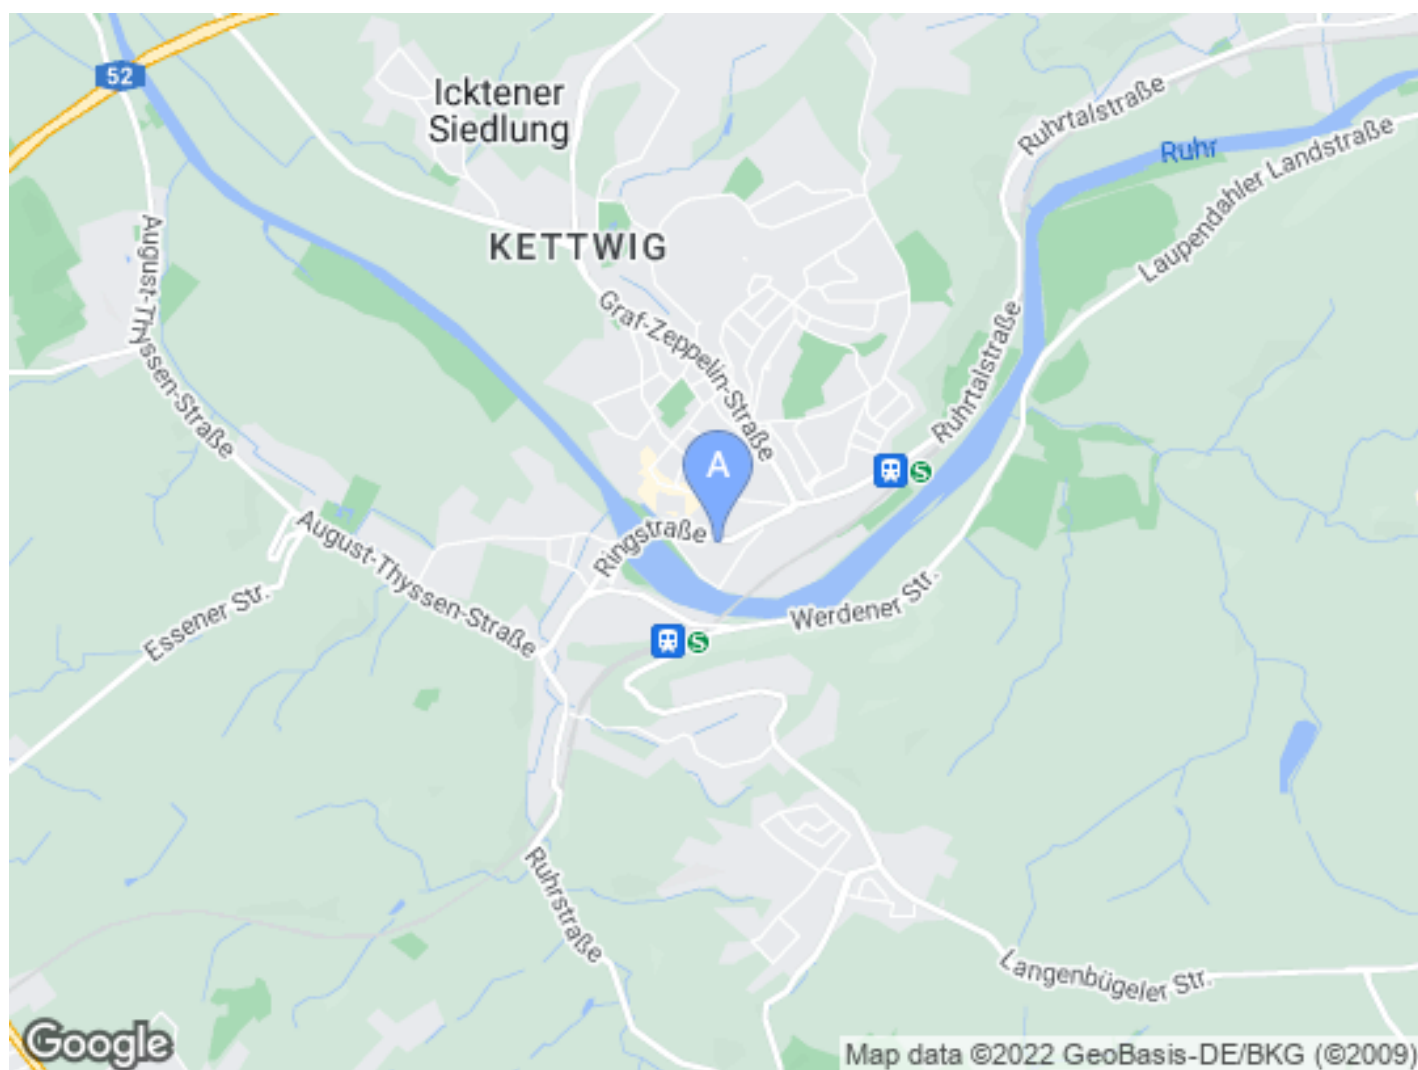 52
Icktener
Siedlung
Ruhrtalstraße
Ruhr
Laupendahler Landstraße
KETTWIG
August-Thyssen-Straße
Graf-Zeppelin-Straße
Ruhrtalstraße
A
S
Ringstraße
August-Thyssen-Straße
Essener Str.
Werdener Str.
S
Ruhrstraße
Langenbügeler Str.
Google
Map data ©2022 GeoBasis-DE/BKG (©2009)